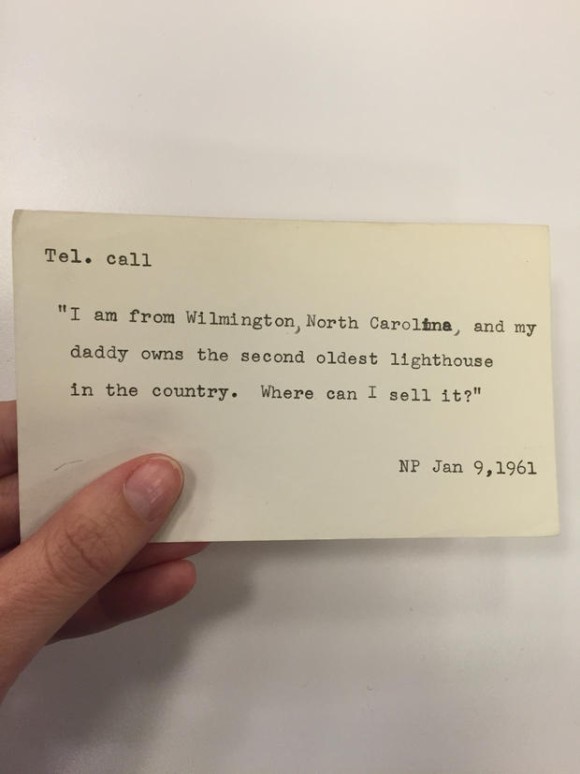 Tel. call
"I am from Wilmington, North Carolina, and my
daddy owns the second oldest lighthouse
in the country. Where can I sell it?"
NP Jan 9,1961